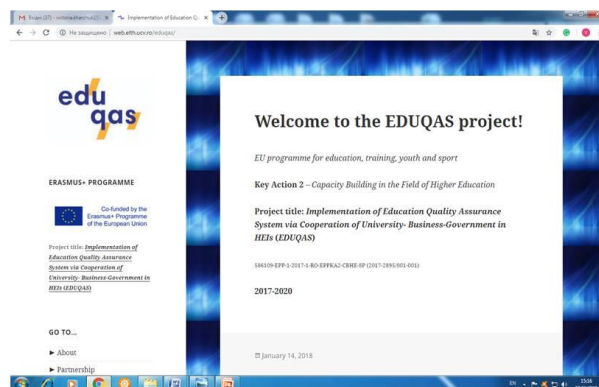 Implementation of Education Q
Не защищено | web.elth.ucv.ro/eduqas/
edu
qas
ERASMUS+ PROGRAMME
Co-funded by the
Erasmus+ Programme
of the European Union
Project title: Implementation of
Education Quality Assurance
System via Cooperation of
University- Business-Government in
HEIs (EDUQAS)
GO TO...
► About
► Partnership
Welcome to the EDUQAS project!
EU programme for education, training, youth and sport
Key Action 2 – Capacity Building in the Field of Higher Education
Project title: Implementation of Education Quality Assurance
System via Cooperation of University- Business-Government in
HEIs (EDUQAS)
586109-EPP-1-2017-1-RO-EPPKA2-CBHE-SP (2017-2895/001-001)
2017-2020
January 14, 2018
EN
15:16